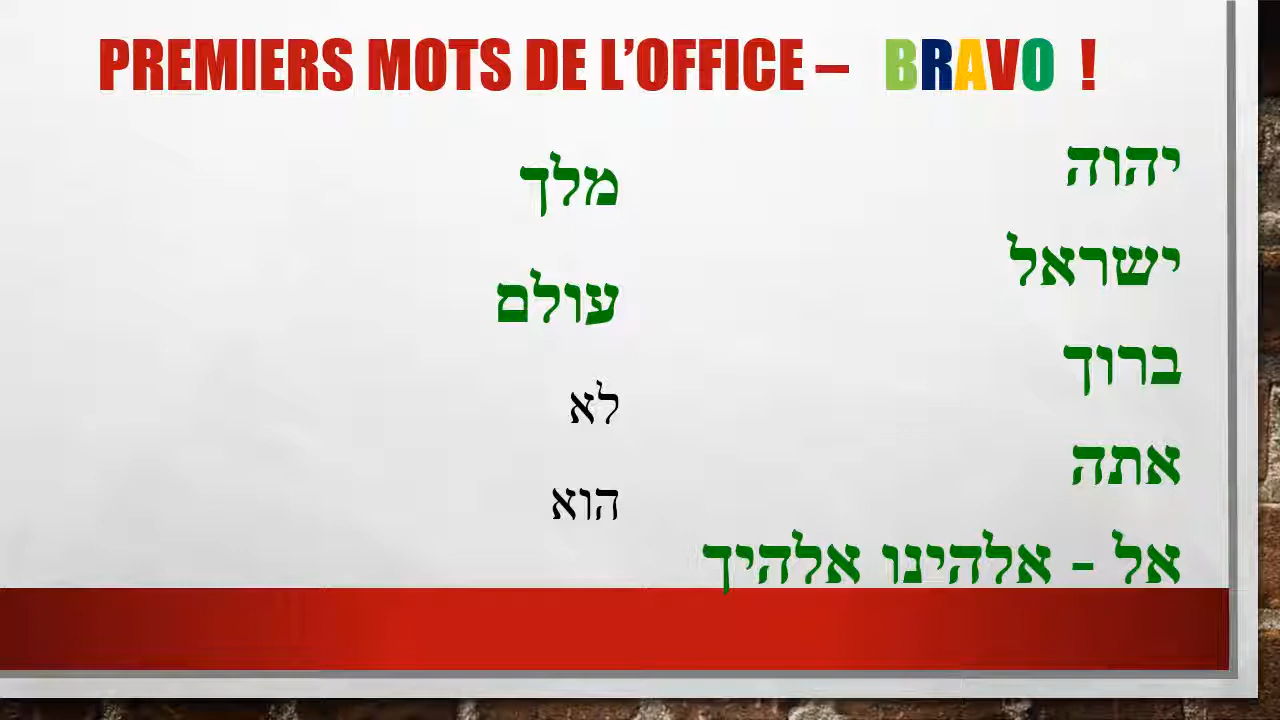 PREMIERS MOTS DE L’OFFICE – BRAVO !
יהוה
ישראל
ברוך
אתה
אל - אלהינו אלהיך
מלך
עולם
לא
הוא